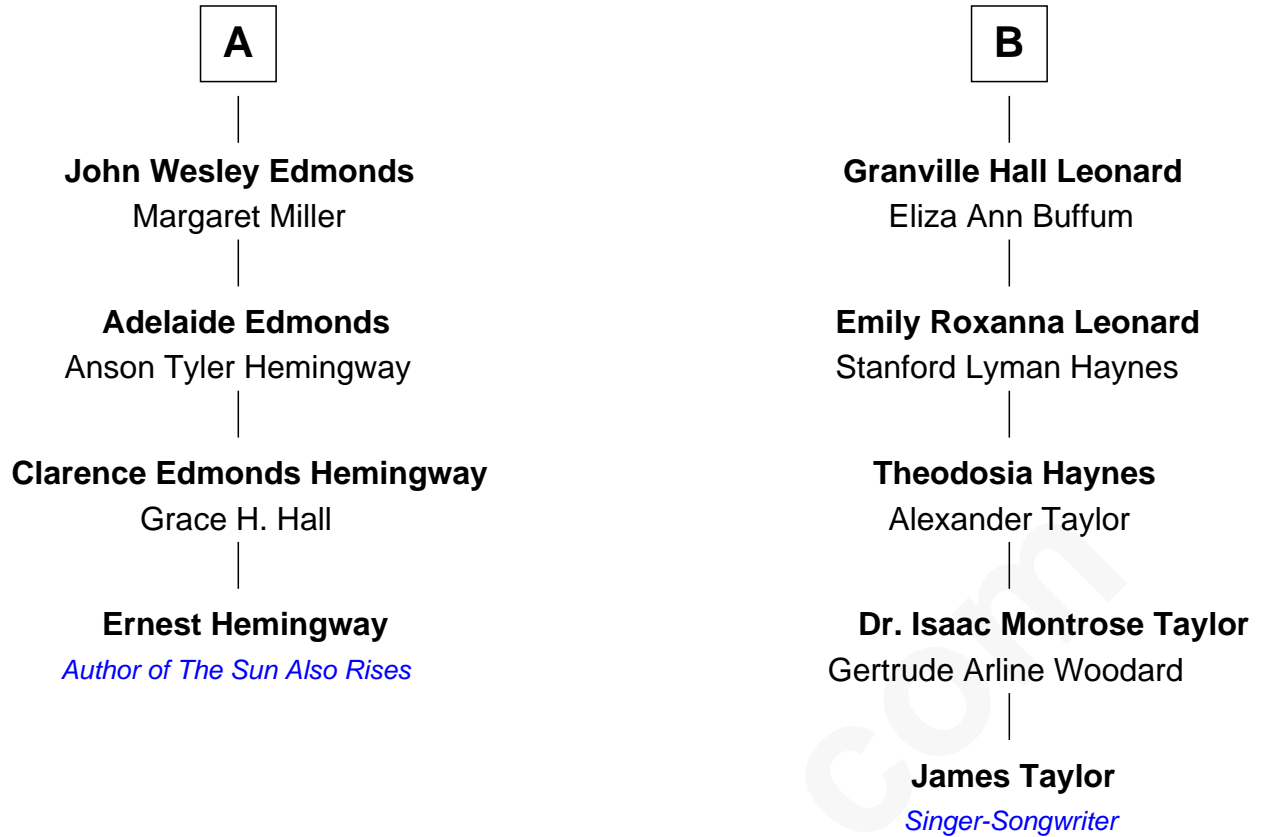 A
John Wesley Edmonds
Margaret Miller
Adelaide Edmonds
Anson Tyler Hemingway
Clarence Edmonds Hemingway
Grace H. Hall
Ernest Hemingway
Author of The Sun Also Rises
B
Granville Hall Leonard
Eliza Ann Buffum
Emily Roxanna Leonard
Stanford Lyman Haynes
Theodosia Haynes
Alexander Taylor
Dr. Isaac Montrose Taylor
Gertrude Arline Woodard
James Taylor
Singer-Songwriter
com